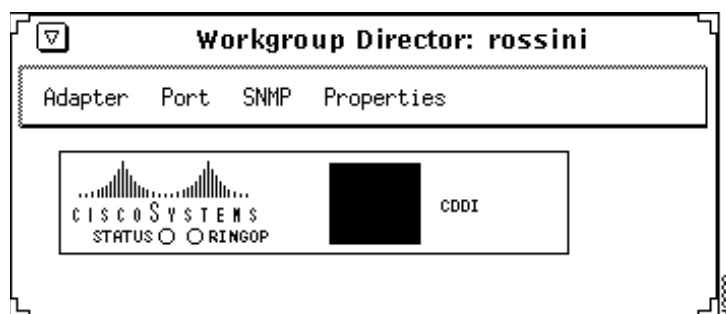 Workgroup Director: rossini
Adapter Port SNMP Properties
CISCOSYSTEMS
STATUS RINGOP
CDDI